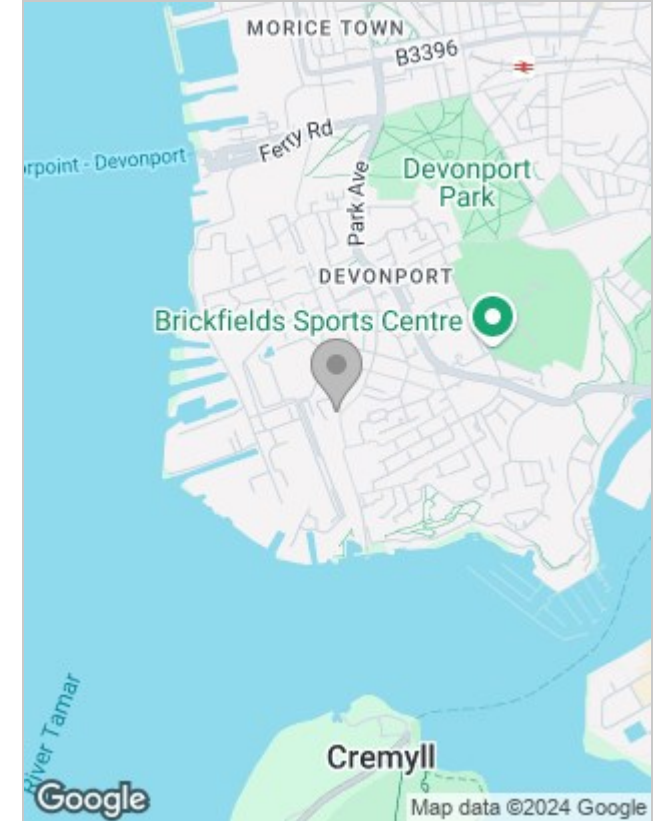 MORICE TOWN
B3396
Ferry Rd
rpoint - Devonport
Park Ave
Devonport
Park
DEVONPORT
Brickfields Sports Centre
River Tamar
Cremyll
Google
Map data ©2024 Google